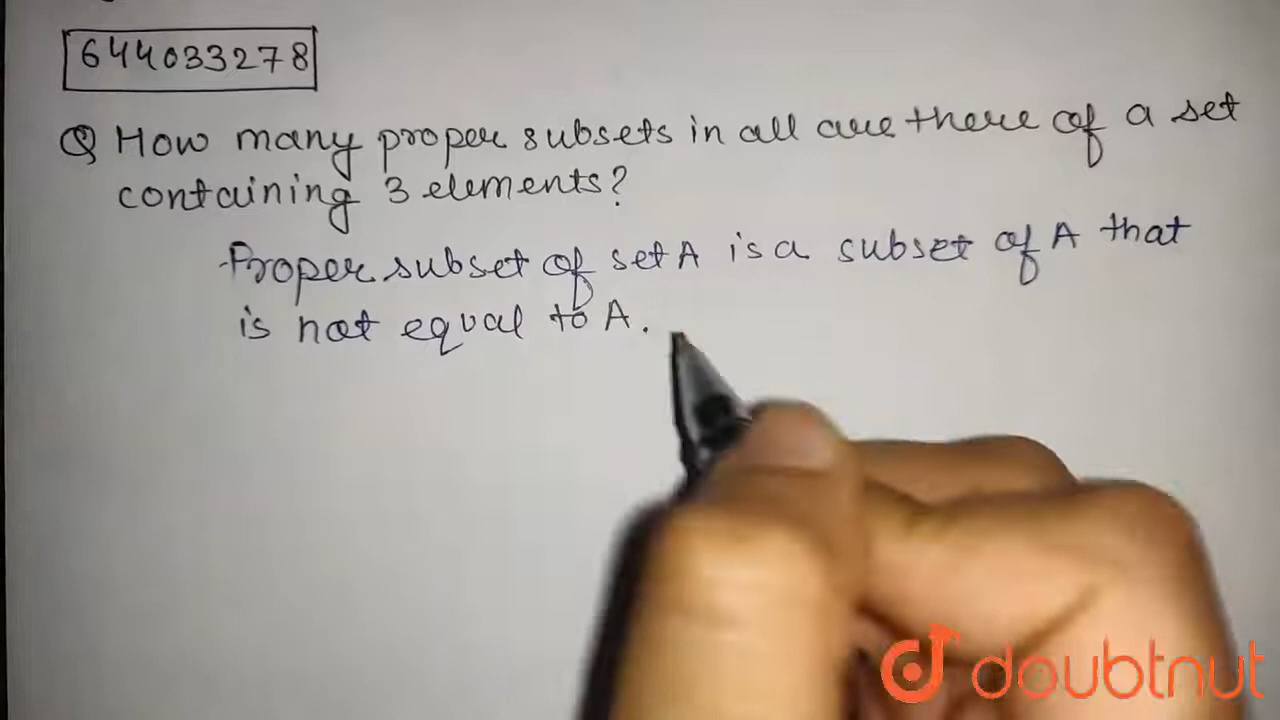 644033278
Q How many proper subsets in all are there of a set
containing 3 elements?
Proper subset of set A is a subset of A that
is not equal to A.
doubtnut